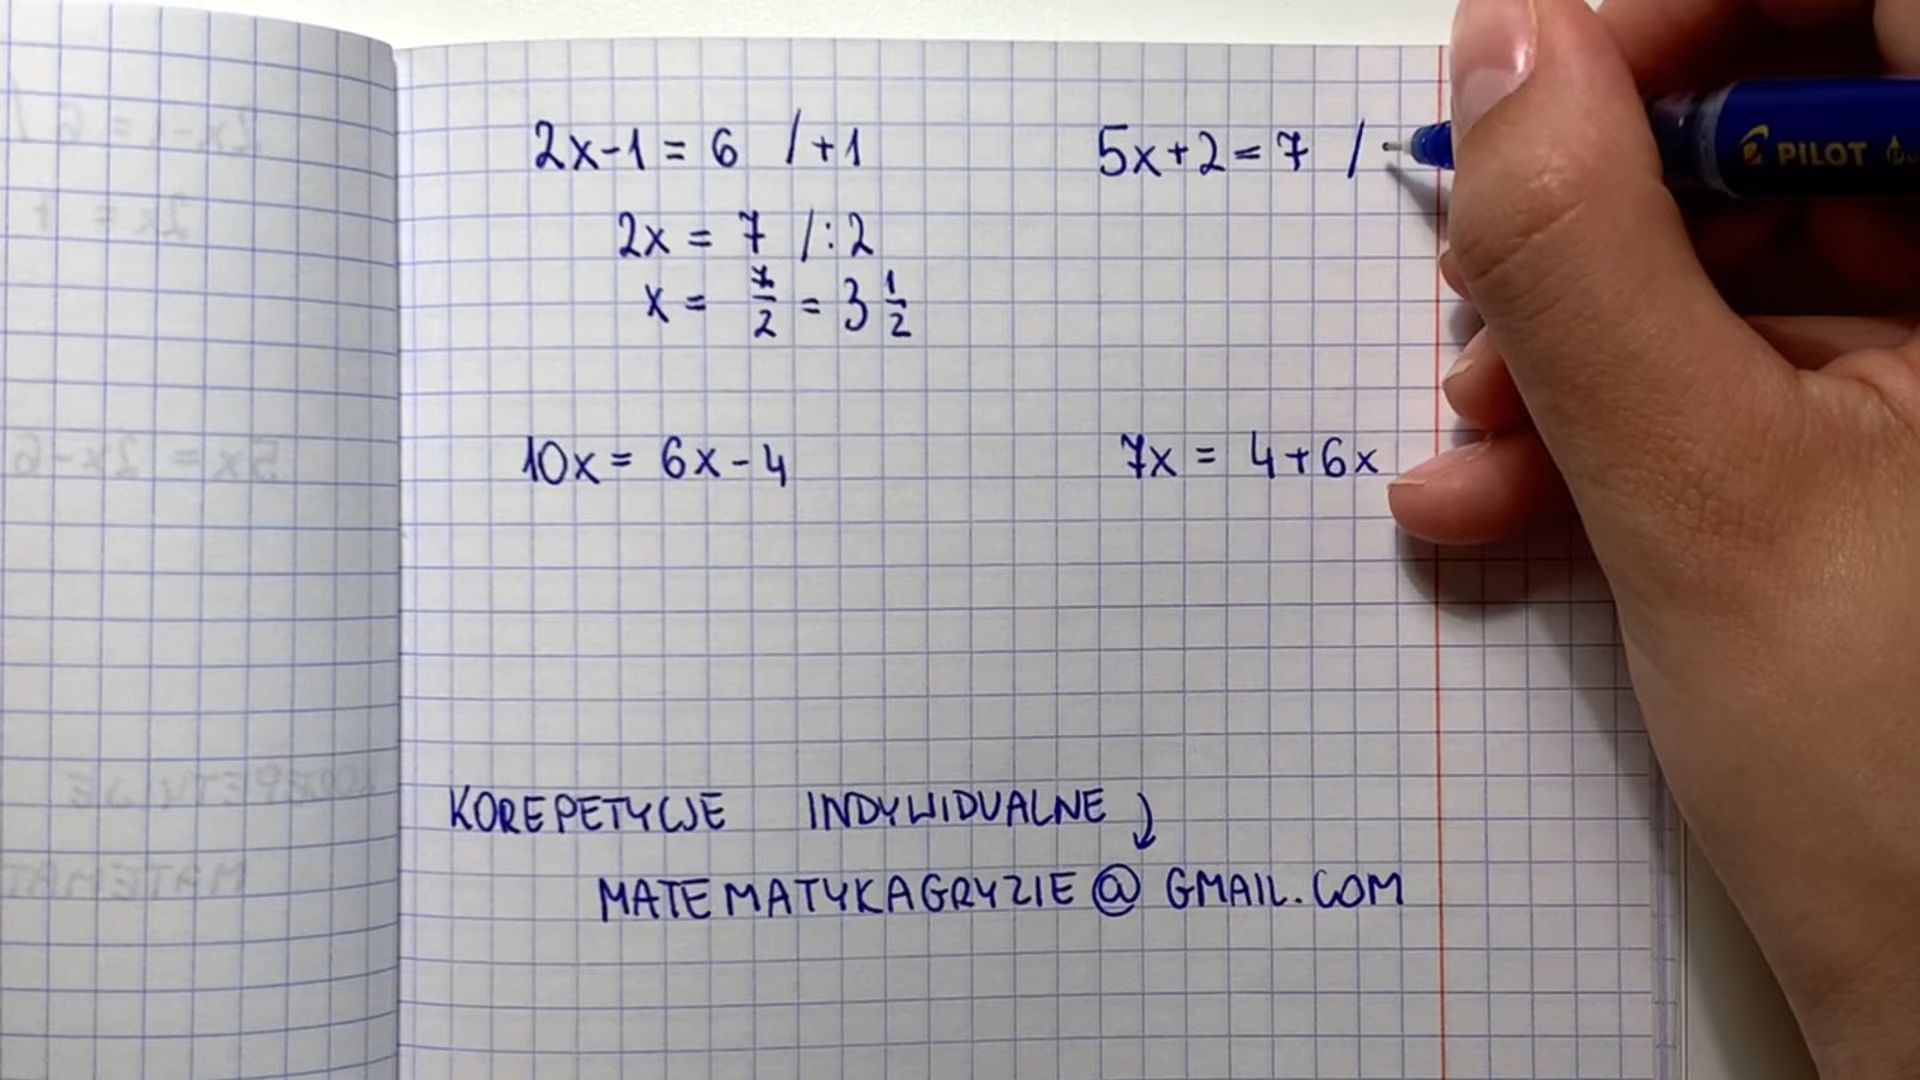 2x-1 = 6 /+1
2x = 7 /:2
x = 7/2 = 3 1/2
5x+2 = 7 / -
10x = 6x - 4
7x = 4+6x
KOREPETYCJE INDYWIDUALNE
MATEMATYKAGRYZIE@GMAIL.COM
PILOT